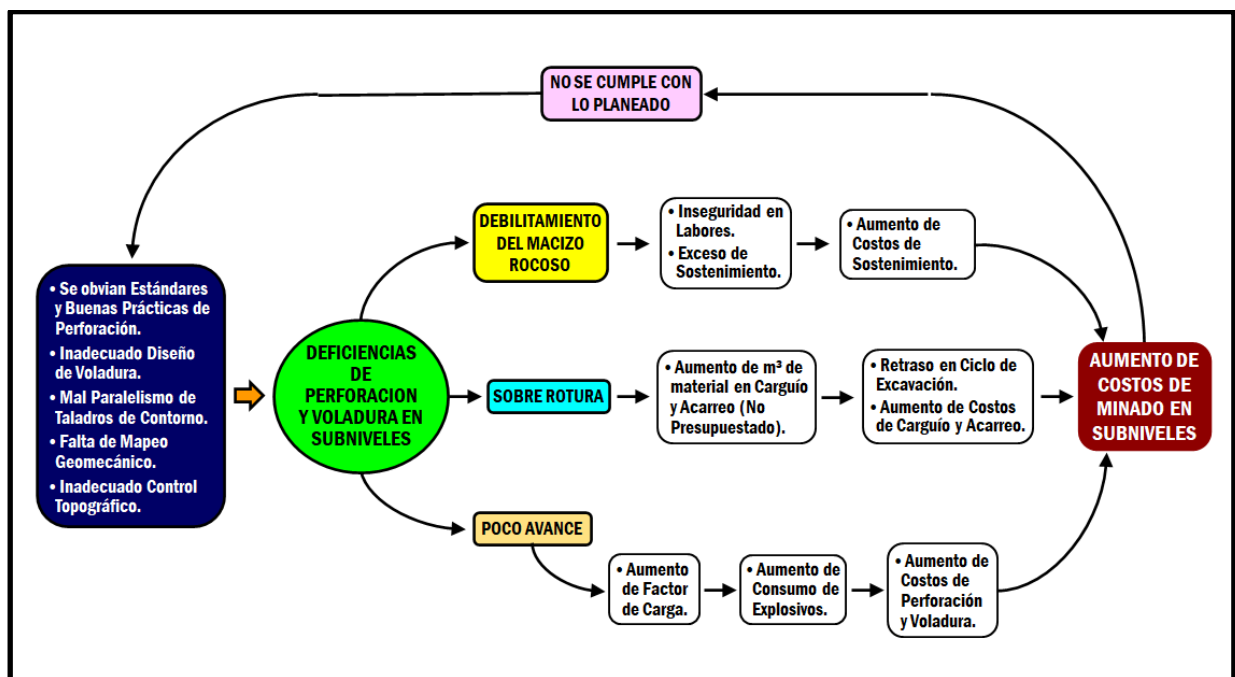 NO SE CUMPLE CON
LO PLANEADO
• Se obvian Estándares
y Buenas Prácticas de
Perforación.
• Inadecuado Diseño
de Voladura.
• Mal Paralelismo de
Taladros de Contorno.
• Falta de Mapeo
Geomecánico.
• Inadecuado Control
Topográfico.
DEFICIENCIAS
DE
PERFORACION
Y VOLADURA EN
SUBNIVELES
DEBILITAMIENTO
DEL MACIZO
ROCOSO
• Inseguridad en
Labores.
• Exceso de
Sostenimiento.
• Aumento de
Costos de
Sostenimiento.
SOBRE ROTURA
• Aumento de m³ de
material en Carguío
y Acarreo (No
Presupuestado).
• Retraso en Ciclo de
Excavación.
• Aumento de Costos
de Carguío y Acarreo.
POCO AVANCE
• Aumento
de Factor
de Carga.
• Aumento de
Consumo de
Explosivos.
• Aumento de
Costos de
Perforación
y Voladura.
AUMENTO DE
COSTOS DE
MINADO EN
SUBNIVELES